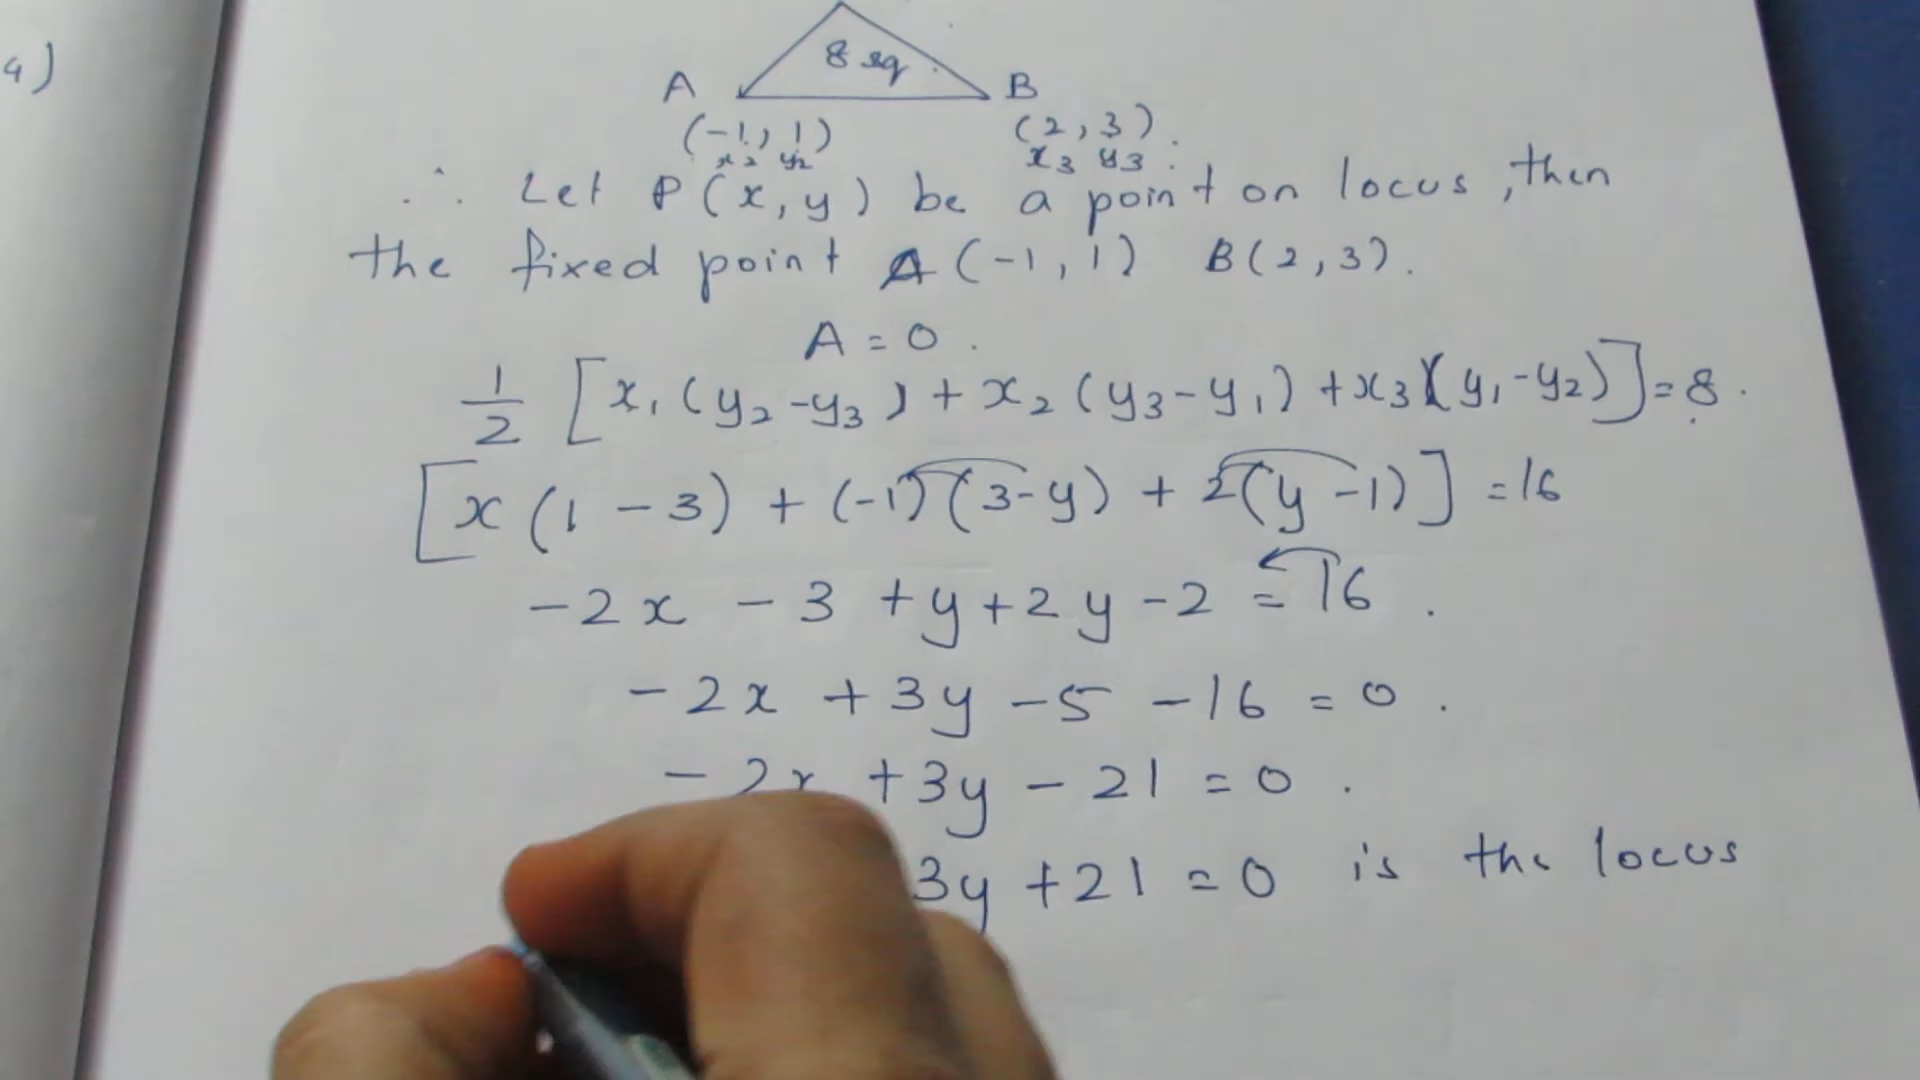 4)
8 sq
A B
(-1, 1) (2, 3).
x2 y2 x3 y3
∴ Let P(x, y) be a point on locus, then
the fixed point A(-1, 1) B(2, 3).
A = 0.
1/2 [x1(y2-y3) + x2(y3-y1) + x3(y1-y2)] = 8.
[x(1-3) + (-1)(3-y) + 2(y-1)] = 16
-2x - 3 + y + 2y - 2 = 16.
-2x + 3y - 5 - 16 = 0.
-2x + 3y - 21 = 0.
3y + 21 = 0 is the locus